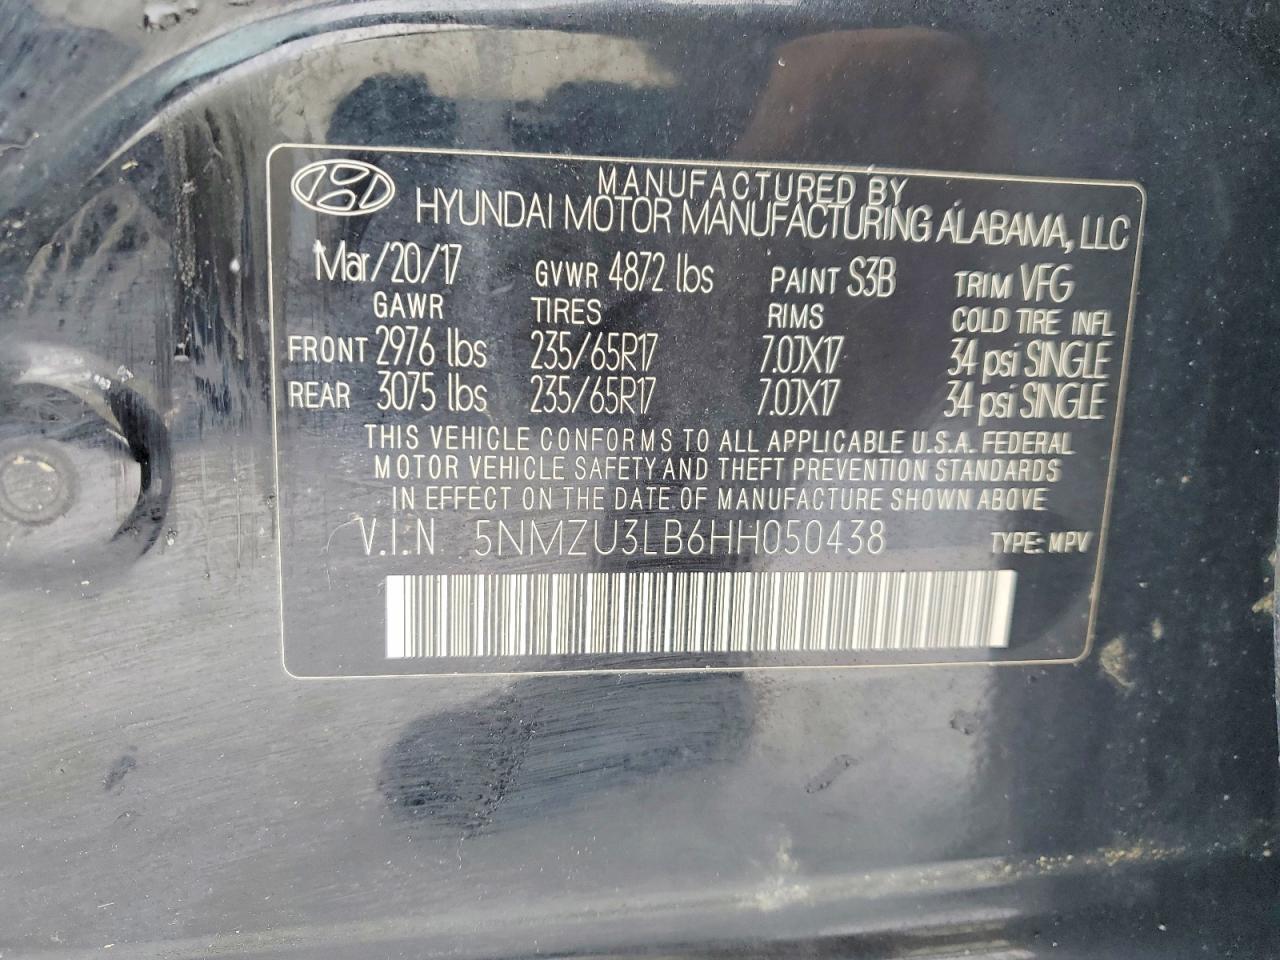 MANUFACTURED BY
HYUNDAI MOTOR MANUFACTURING ALABAMA, LLC
Mar/20/17 GVWR 4872 lbs PAINT S3B TRIM VFG
GAWR TIRES RIMS COLD TIRE INFL
FRONT 2976 lbs 235/65R17 7.0JX17 34 psi SINGLE
REAR 3075 lbs 235/65R17 7.0JX17 34 psi SINGLE
THIS VEHICLE CONFORMS TO ALL APPLICABLE U.S.A. FEDERAL
MOTOR VEHICLE SAFETY AND THEFT PREVENTION STANDARDS
IN EFFECT ON THE DATE OF MANUFACTURE SHOWN ABOVE
V.I.N 5NMZU3LB6HH050438 TYPE: MPV